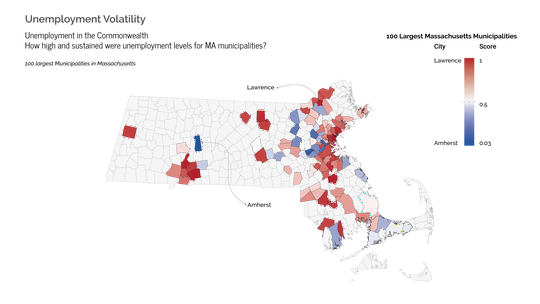 Unemployment Volatility
Unemployment in the Commonwealth
How high and sustained were unemployment levels for MA municipalities?
100 largest Municipalities in Massachusetts
100 Largest Massachusetts Municipalities
City Score
Lawrence 1
0.5
Amherst 0.03
Lawrence
Amherst